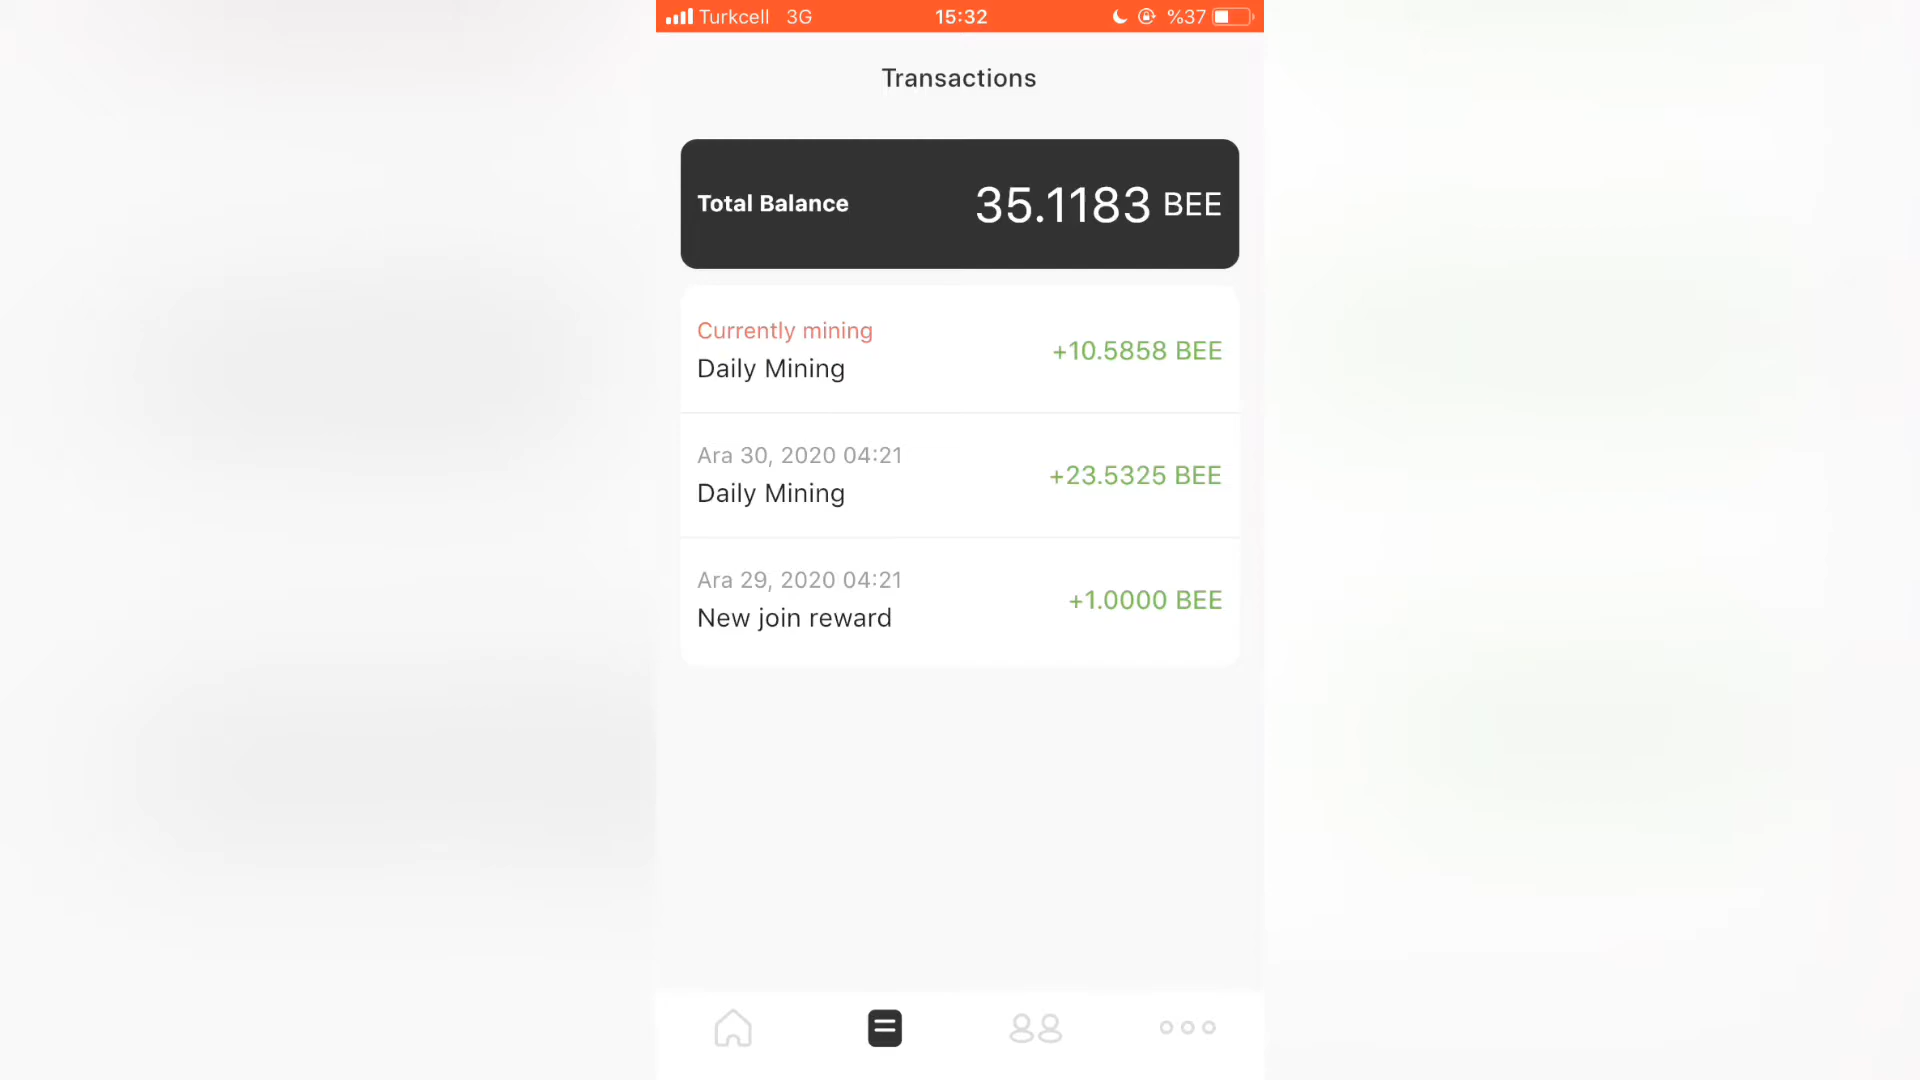 Turkcell 3G 15:32 %37
Transactions
Total Balance 35.1183 BEE
Currently mining
Daily Mining
+10.5858 BEE
Ara 30, 2020 04:21
Daily Mining
+23.5325 BEE
Ara 29, 2020 04:21
New join reward
+1.0000 BEE